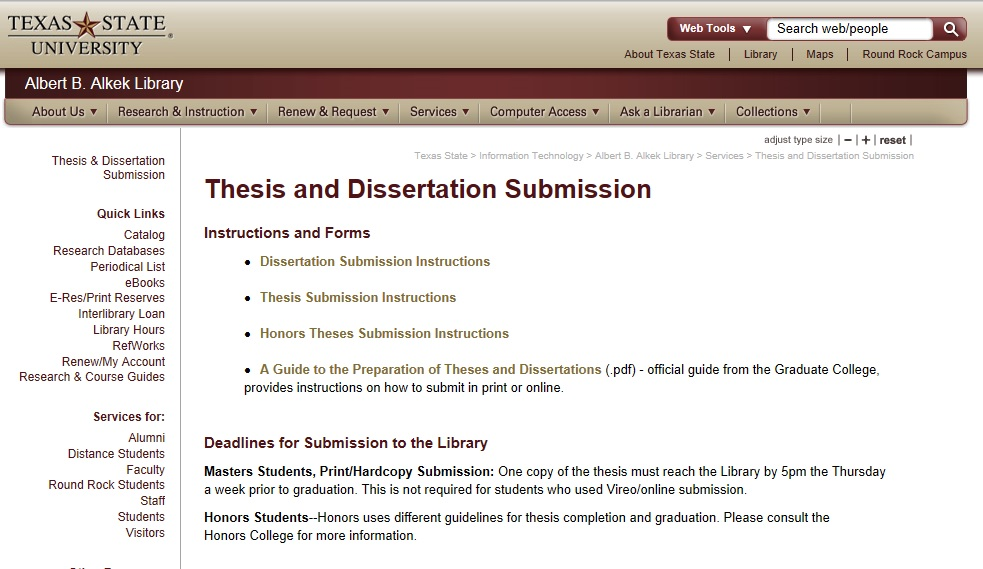 TEXAS STATE
UNIVERSITY®
Web Tools ▼
Search web/people
About Texas State | Library | Maps | Round Rock Campus
Albert B. Alkek Library
About Us ▼ Research & Instruction ▼ Renew & Request ▼ Services ▼ Computer Access ▼ Ask a Librarian ▼ Collections ▼
adjust type size | − | + | reset |
Texas State > Information Technology > Albert B. Alkek Library > Services > Thesis and Dissertation Submission
Thesis & Dissertation
Submission
Quick Links
Catalog
Research Databases
Periodical List
eBooks
E-Res/Print Reserves
Interlibrary Loan
Library Hours
RefWorks
Renew/My Account
Research & Course Guides
Services for:
Alumni
Distance Students
Faculty
Round Rock Students
Staff
Students
Visitors
Thesis and Dissertation Submission
Instructions and Forms
• Dissertation Submission Instructions
• Thesis Submission Instructions
• Honors Theses Submission Instructions
• A Guide to the Preparation of Theses and Dissertations (.pdf) - official guide from the Graduate College,
provides instructions on how to submit in print or online.
Deadlines for Submission to the Library
Masters Students, Print/Hardcopy Submission: One copy of the thesis must reach the Library by 5pm the Thursday
a week prior to graduation. This is not required for students who used Vireo/online submission.
Honors Students--Honors uses different guidelines for thesis completion and graduation. Please consult the
Honors College for more information.